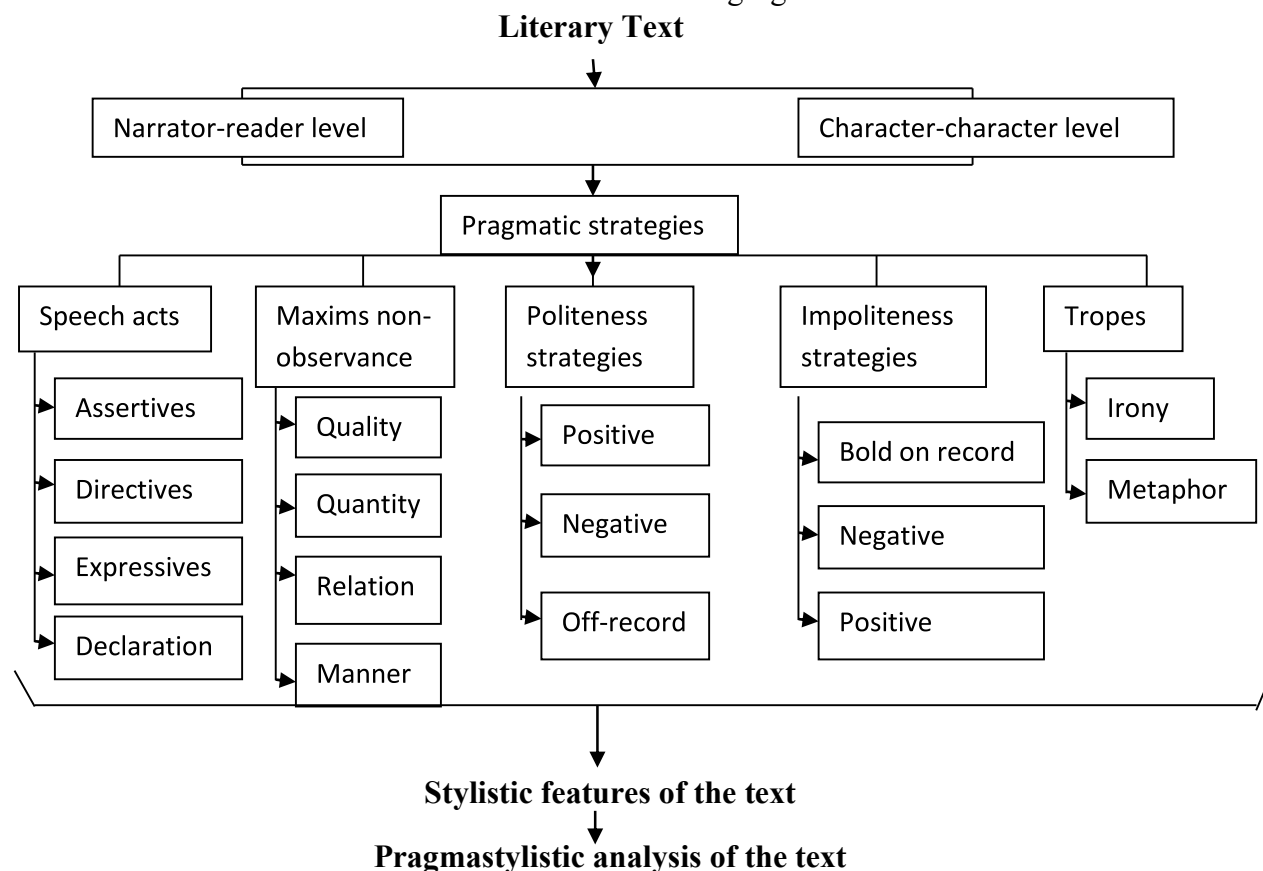 Literary Text
Narrator-reader level
Character-character level
Pragmatic strategies
Speech acts
Assertives
Directives
Expressives
Declaration
Maxims non-
observance
Quality
Quantity
Relation
Manner
Politeness
strategies
Positive
Negative
Off-record
Impoliteness
strategies
Bold on record
Negative
Positive
Tropes
Irony
Metaphor
Stylistic features of the text
Pragmastylistic analysis of the text